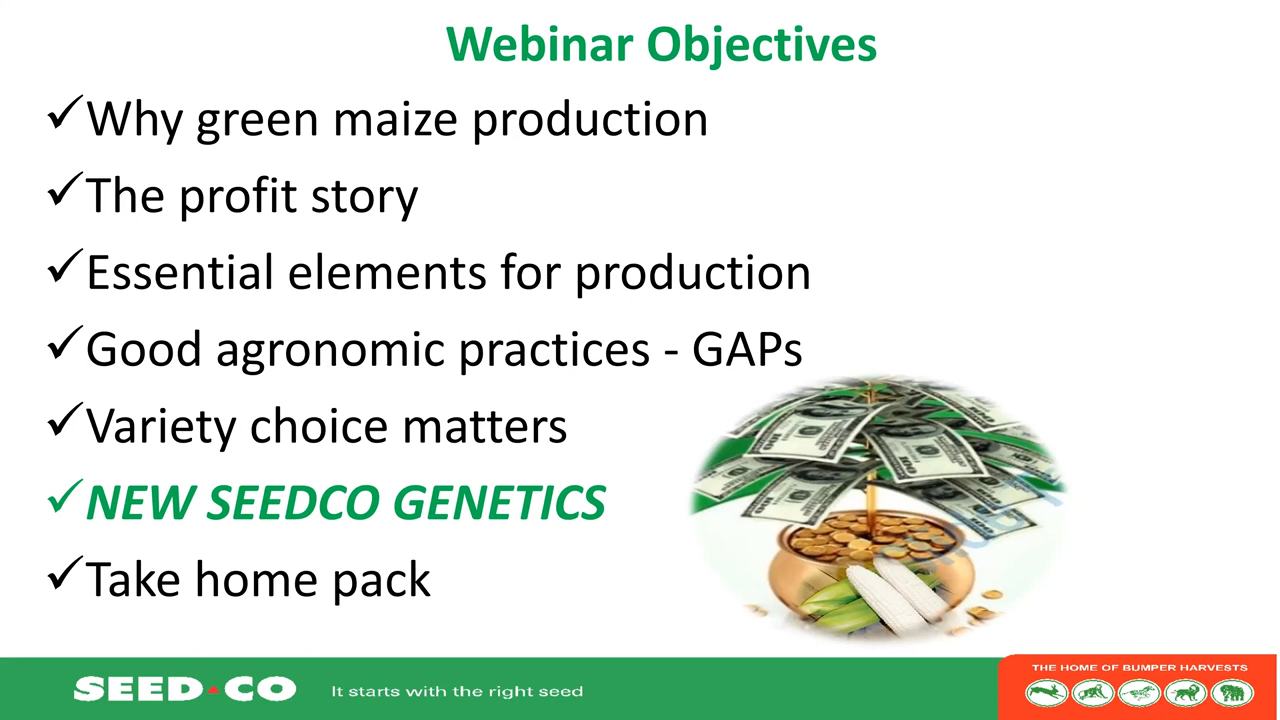 Webinar Objectives
✓Why green maize production
✓The profit story
✓Essential elements for production
✓Good agronomic practices - GAPs
✓Variety choice matters
✓NEW SEEDCO GENETICS
✓Take home pack
SEED CO It starts with the right seed
THE HOME OF BUMPER HARVESTS